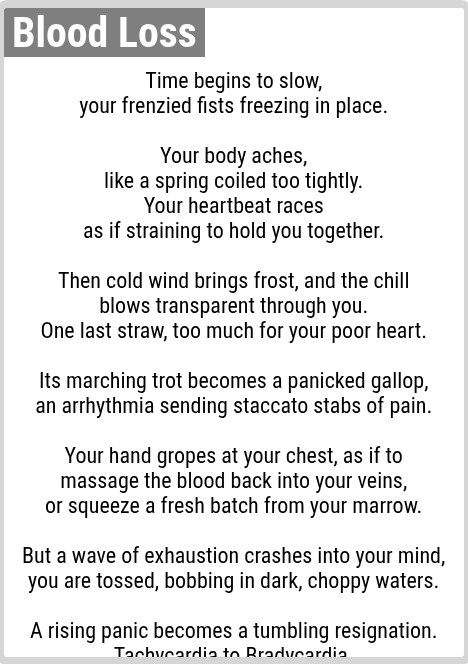 Blood Loss
Time begins to slow,
your frenzied fists freezing in place.
Your body aches,
like a spring coiled too tightly.
Your heartbeat races
as if straining to hold you together.
Then cold wind brings frost, and the chill
blows transparent through you.
One last straw, too much for your poor heart.
Its marching trot becomes a panicked gallop,
an arrhythmia sending staccato stabs of pain.
Your hand gropes at your chest, as if to
massage the blood back into your veins,
or squeeze a fresh batch from your marrow.
But a wave of exhaustion crashes into your mind,
you are tossed, bobbing in dark, choppy waters.
A rising panic becomes a tumbling resignation.
Tachycardia to Bradycardia